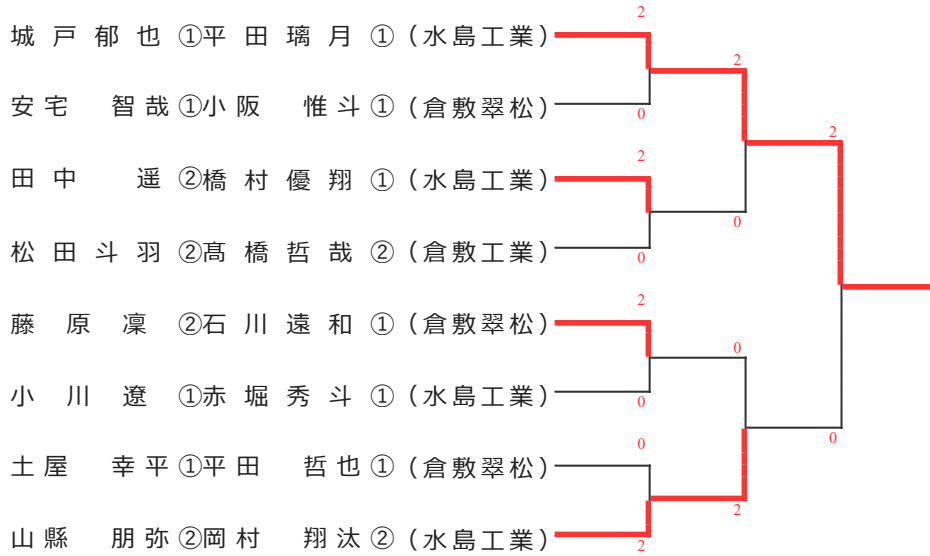 2
城戸郁也 ①平田璃月 ① (水島工業)
2
安宅 智哉 ①小阪 惟斗 ① (倉敷翠松)
0
2
2
田中 遥 ②橋村優翔 ① (水島工業)
0
松田斗羽 ②髙橋哲哉 ② (倉敷工業)
0
2
藤原凜 ②石川遠和 ① (倉敷翠松)
0
小川遼 ①赤堀秀斗 ① (水島工業)
0
0
0
土屋 幸平 ①平田 哲也 ① (倉敷翠松)
2
山縣 朋弥 ②岡村 翔汰 ② (水島工業)
2